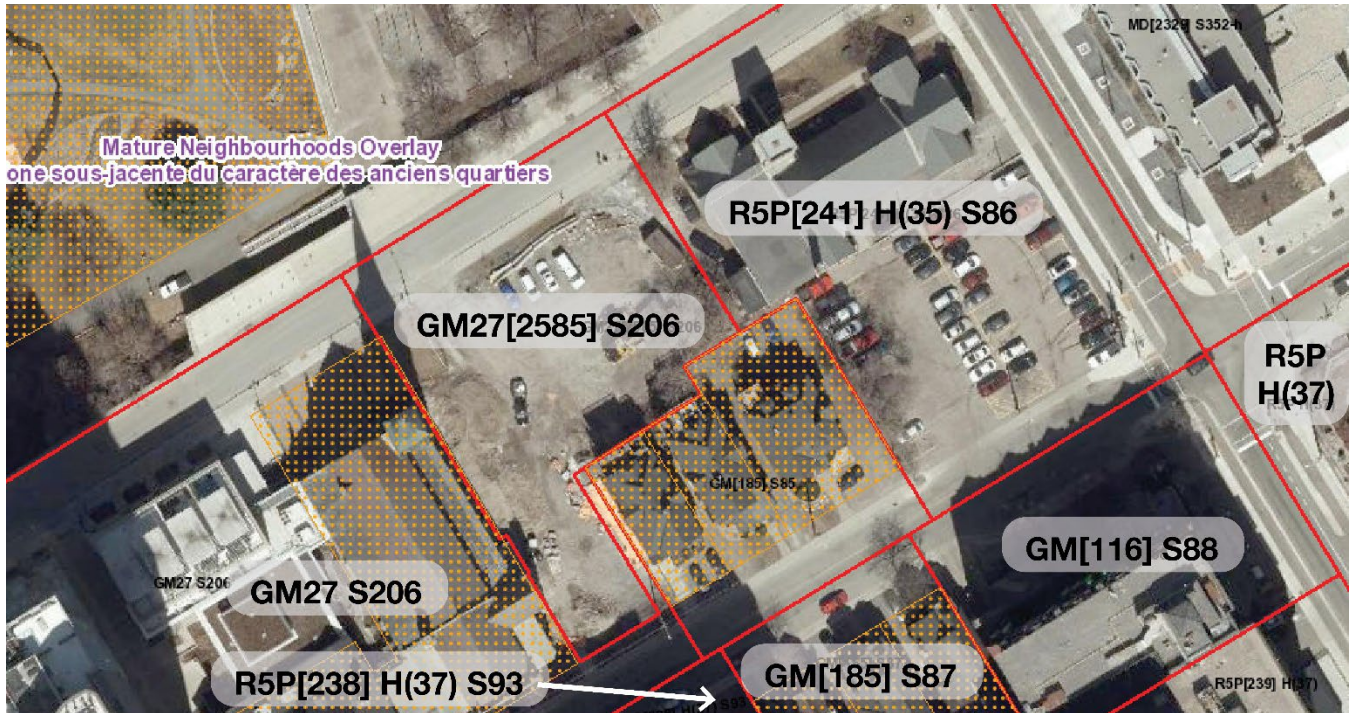 MD[2329] S352-h
Mature Neighbourhoods Overlay
one sous-jacente du caractère des anciens quartiers
R5P[241] H(35) S86
GM27[2585] S206
R5P
H(37)
GM[185] S85
GM[116] S88
GM27 S206
GM27 S206
R5P[238] H(37) S93
GM[185] S87
R5P[239] H(37)